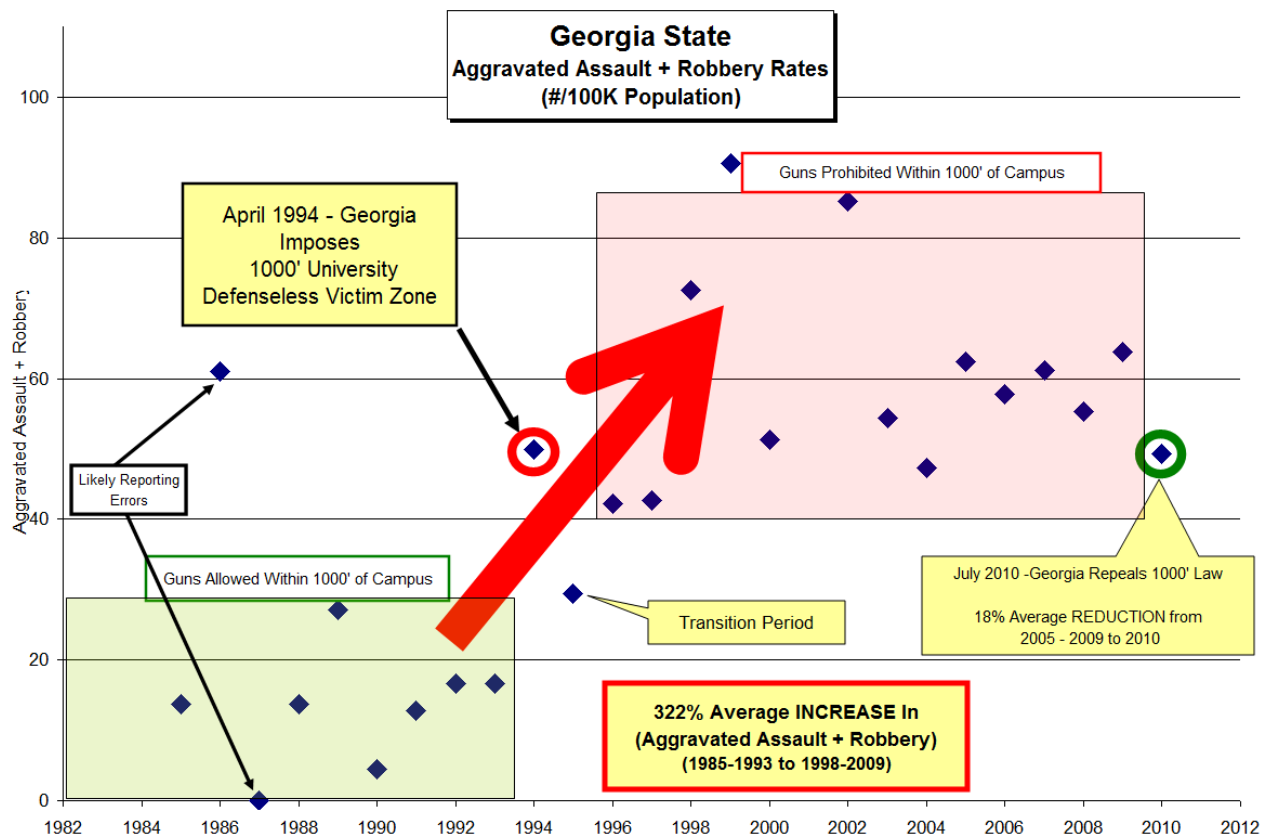 Georgia State
Aggravated Assault + Robbery Rates
(#/100K Population)
Guns Prohibited Within 1000' of Campus
April 1994 - Georgia
Imposes
1000' University
Defenseless Victim Zone
Aggravated Assault + Robbery
Likely Reporting
Errors
Guns Allowed Within 1000' of Campus
Transition Period
July 2010 -Georgia Repeals 1000' Law
18% Average REDUCTION from
2005 - 2009 to 2010
322% Average INCREASE In
(Aggravated Assault + Robbery)
(1985-1993 to 1998-2009)
100
80
60
40
20
0
1982 1984 1986 1988 1990 1992 1994 1996 1998 2000 2002 2004 2006 2008 2010 2012